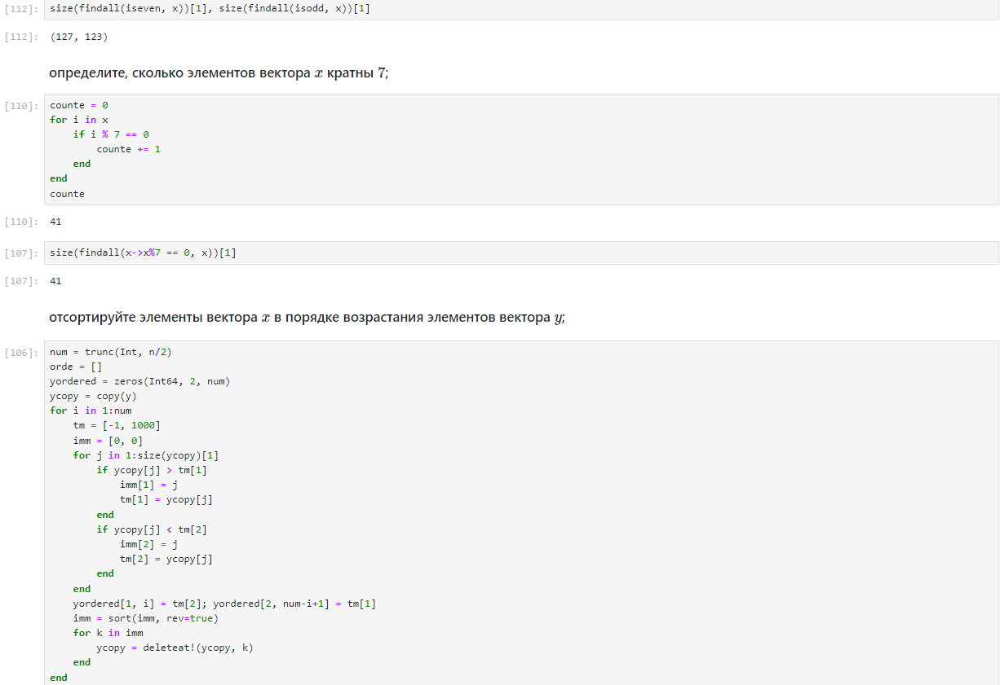 [112]: size(findall(iseven, x))[1], size(findall(isodd, x))[1]
[112]: (127, 123)
определите, сколько элементов вектора x кратны 7;
[110]: counte = 0
for i in x
    if i % 7 == 0
        counte += 1
    end
end
counte
[110]: 41
[107]: size(findall(x->x%7 == 0, x))[1]
[107]: 41
отсортируйте элементы вектора x в порядке возрастания элементов вектора y;
[106]: num = trunc(Int, n/2)
orde = []
yordered = zeros(Int64, 2, num)
ycopy = copy(y)
for i in 1:num
    tm = [-1, 1000]
    imm = [0, 0]
    for j in 1:size(ycopy)[1]
        if ycopy[j] > tm[1]
            imm[1] = j
            tm[1] = ycopy[j]
        end
        if ycopy[j] < tm[2]
            imm[2] = j
            tm[2] = ycopy[j]
        end
    end
    yordered[1, i] = tm[2]; yordered[2, num-i+1] = tm[1]
    imm = sort(imm, rev=true)
    for k in imm
        ycopy = deleteat!(ycopy, k)
    end
end